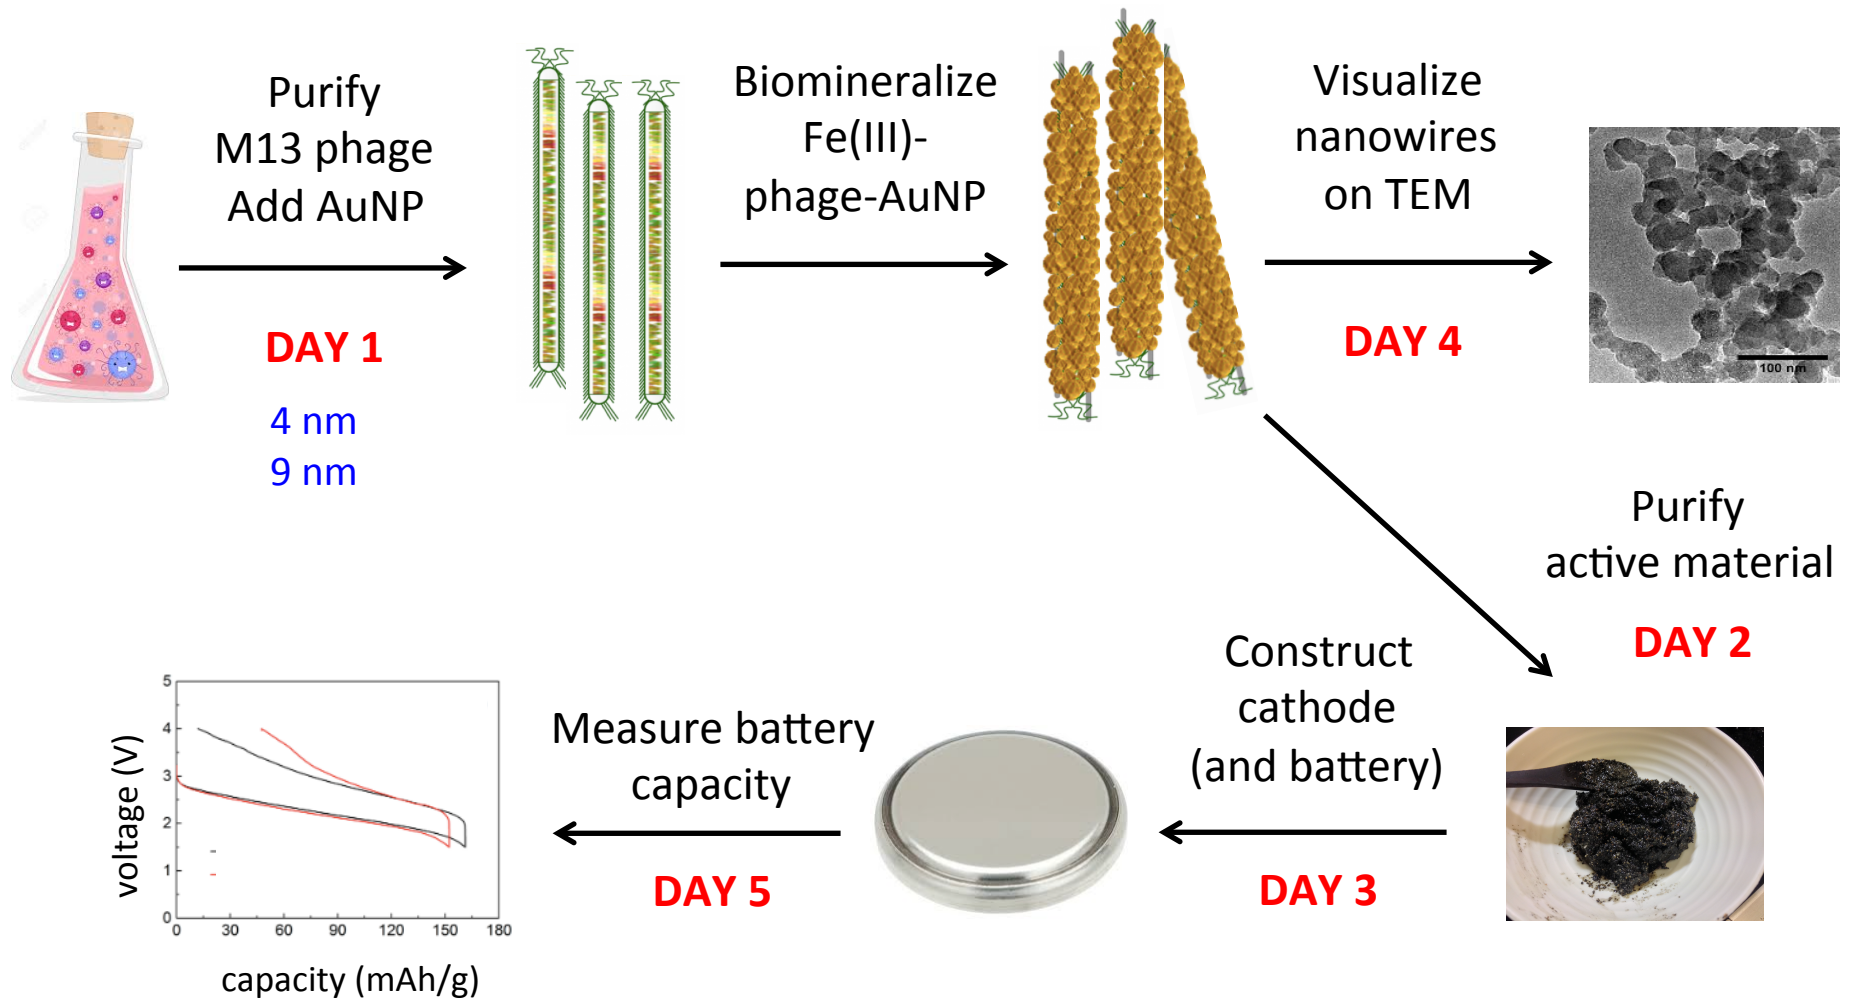 Purify
M13 phage
Add AuNP
DAY 1
4 nm
9 nm
Biomineralize
Fe(III)-
phage-AuNP
Visualize
nanowires
on TEM
DAY 4
100 nm
Purify
active material
DAY 2
Construct
cathode
(and battery)
DAY 3
Measure battery
capacity
DAY 5
voltage (V)
5
4
3
2
1
0
0 30 60 90 120 150 180
capacity (mAh/g)